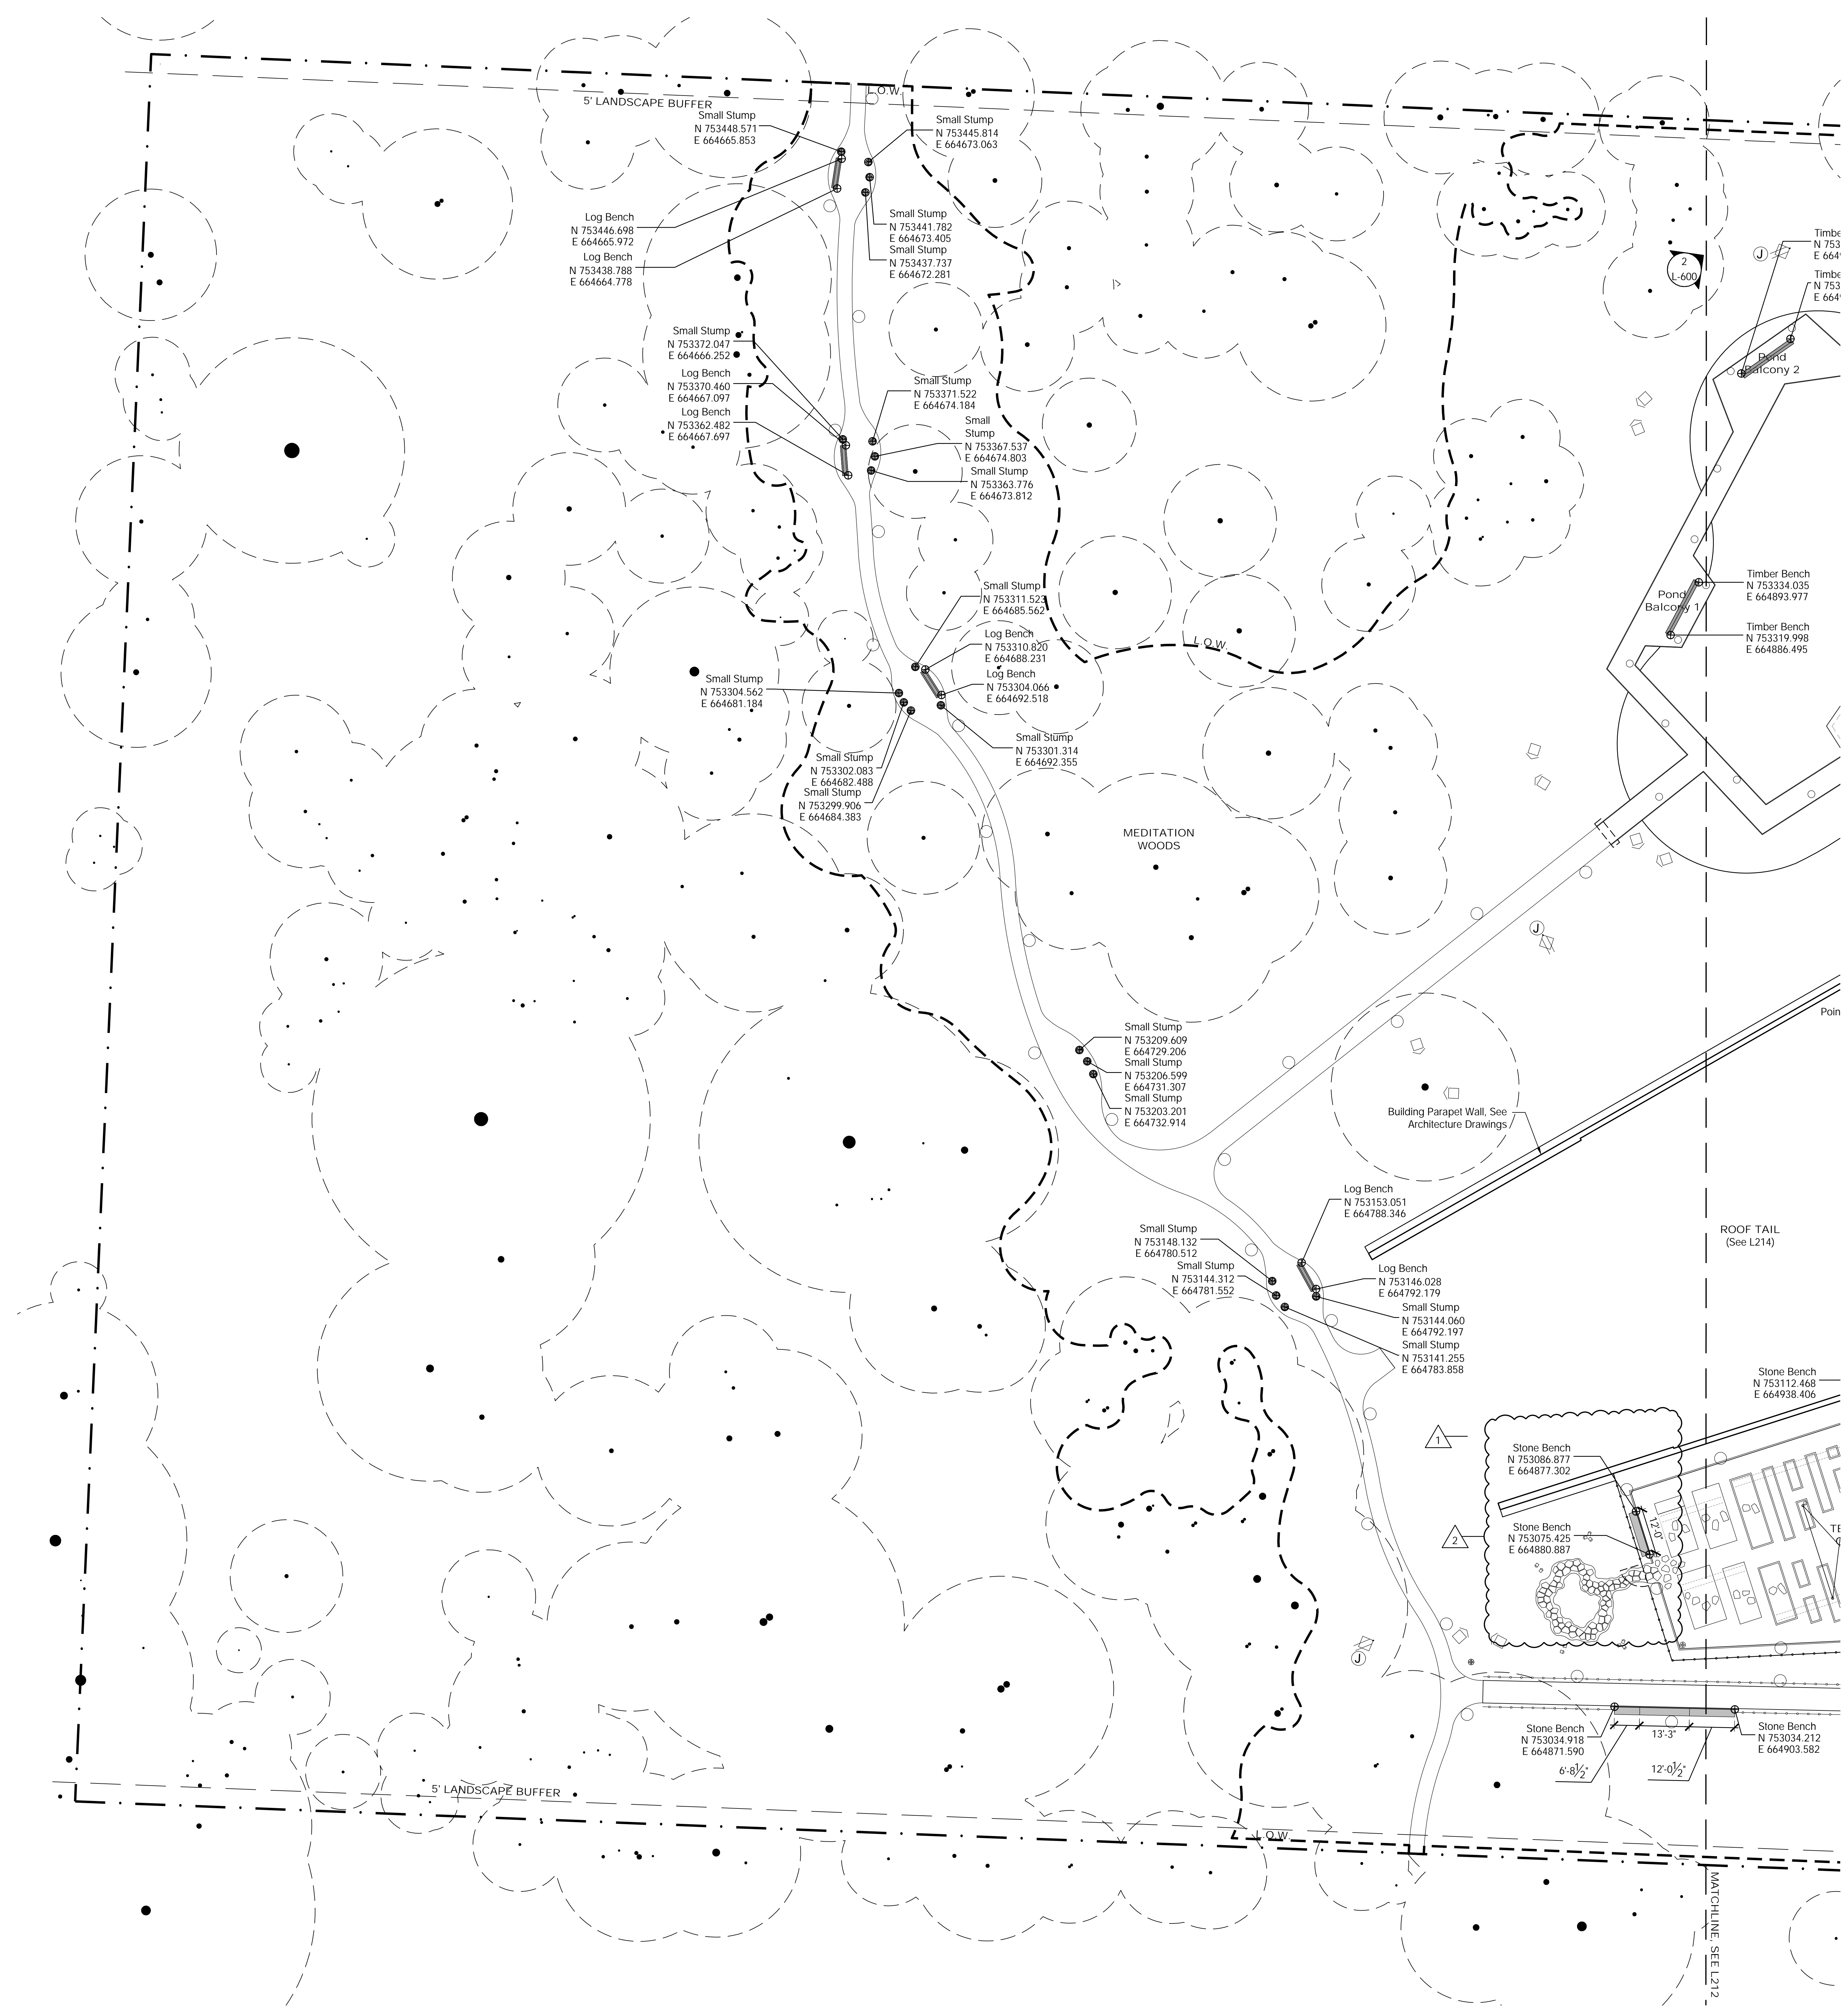 L.O.W.
5' LANDSCAPE BUFFER
Small Stump
N 753448.571
E 664665.853
Small Stump
N 753445.814
E 664673.063
Log Bench
N 753446.698
E 664665.972
Small Stump
N 753441.782
E 664673.405
Log Bench
N 753438.788
E 664664.778
Small Stump
N 753437.737
E 664672.281
2
L-600
J
Timbe
N 753
E 664
Timbe
N 753
E 664
Small Stump
N 753372.047
E 664666.252
Log Bench
N 753370.460
E 664667.097
Log Bench
N 753362.482
E 664667.697
Small Stump
N 753371.522
E 664674.184
Small
Stump
N 753367.537
E 664674.803
Small Stump
N 753363.776
E 664673.812
Pond
Balcony 2
Timber Bench
N 753334.035
E 664893.977
Pond
Balcony 1
Timber Bench
N 753319.998
E 664886.495
Small Stump
N 753311.523
E 664685.562
Log Bench
N 753310.820
E 664688.231
Log Bench
N 753304.066
E 664692.518
L.O.W.
Small Stump
N 753304.562
E 664681.184
Small Stump
N 753301.314
E 664692.355
Small Stump
N 753302.083
E 664682.488
Small Stump
N 753299.906
E 664684.383
MEDITATION
WOODS
J
Poin
Small Stump
N 753209.609
E 664729.206
Small Stump
N 753206.599
E 664731.307
Small Stump
N 753203.201
E 664732.914
Building Parapet Wall, See
Architecture Drawings
Log Bench
N 753153.051
E 664788.346
Small Stump
N 753148.132
E 664780.512
Small Stump
N 753144.312
E 664781.552
Log Bench
N 753146.028
E 664792.179
Small Stump
N 753144.060
E 664792.197
Small Stump
N 753141.255
E 664783.858
ROOF TAIL
(See L214)
Stone Bench
N 753112.468
E 664938.406
1
Stone Bench
N 753086.877
E 664877.302
2
Stone Bench
N 753075.425
E 664880.887
12'-0"
TE
J
Stone Bench
N 753034.918
E 664871.590
13'-3"
6'-8 1/2"
12'-0 1/2"
Stone Bench
N 753034.212
E 664903.582
5' LANDSCAPE BUFFER
L.O.W.
MATCHLINE, SEE L212